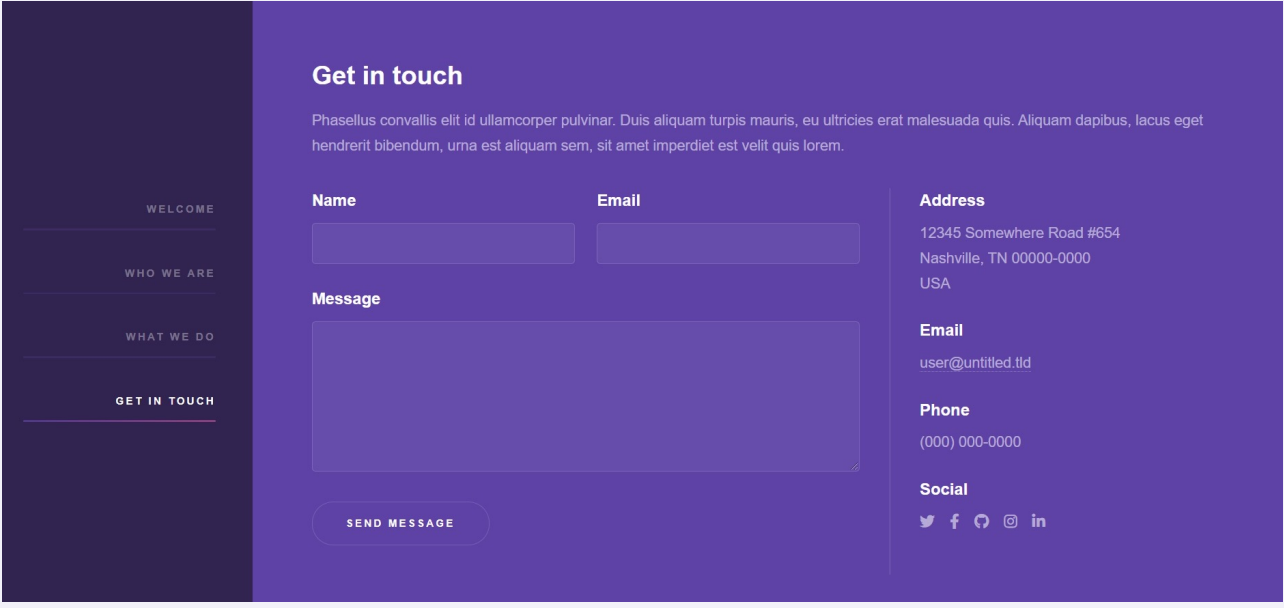 WELCOME
WHO WE ARE
WHAT WE DO
GET IN TOUCH
Get in touch
Phasellus convallis elit id ullamcorper pulvinar. Duis aliquam turpis mauris, eu ultricies erat malesuada quis. Aliquam dapibus, lacus eget
hendrerit bibendum, urna est aliquam sem, sit amet imperdiet est velit quis lorem.
Name
Email
Message
SEND MESSAGE
Address
12345 Somewhere Road #654
Nashville, TN 00000-0000
USA
Email
user@untitled.tld
Phone
(000) 000-0000
Social